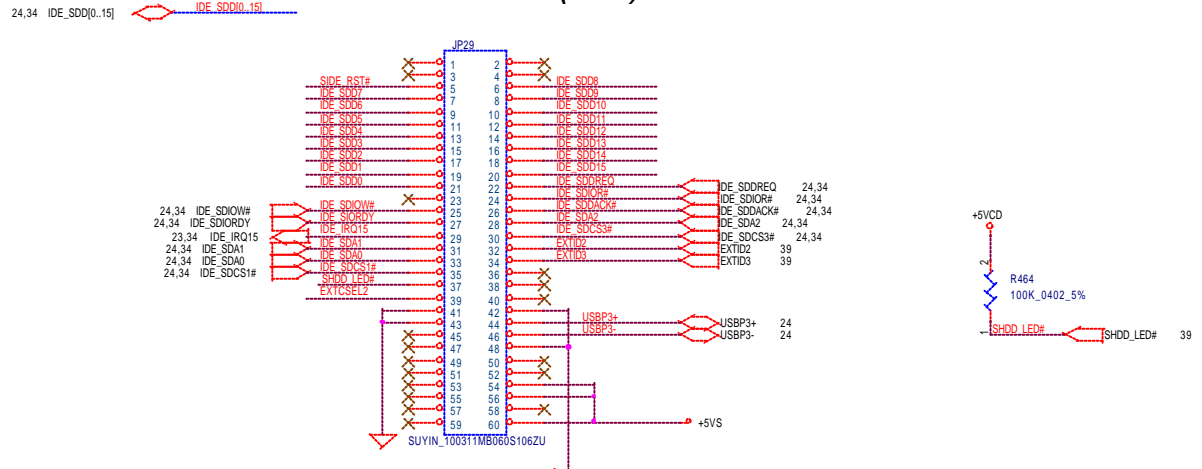 24,34 IDE_SDD[0..15] IDE_SDD[0..15]
JP29
1 2
3 4
SIDE_RST# 5 6 IDE_SDD8
IDE_SDD7 7 8 IDE_SDD9
IDE_SDD6 9 10 IDE_SDD10
IDE_SDD5 11 12 IDE_SDD11
IDE_SDD4 13 14 IDE_SDD12
IDE_SDD3 15 16 IDE_SDD13
IDE_SDD2 17 18 IDE_SDD14
IDE_SDD1 19 20 IDE_SDD15
IDE_SDD0 21 22 IDE_SDDREQ IDE_SDDREQ 24,34
23 24 IDE_SDIOR# IDE_SDIOR# 24,34
24,34 IDE_SDIOW# IDE_SDIOW# 25 26 IDE_SDDACK# IDE_SDDACK# 24,34
24,34 IDE_SIORDY IDE_SIORDY 27 28 IDE_SDA2 IDE_SDA2 24,34
23,34 IDE_IRQ15 IDE_IRQ15 29 30 IDE_SDCS3# IDE_SDCS3# 24,34
24,34 IDE_SDA1 IDE_SDA1 31 32 EXTID2 EXTID2 39
24,34 IDE_SDA0 IDE_SDA0 33 34 EXTID3 EXTID3 39
24,34 IDE_SDCS1# IDE_SDCS1# 35 36
SHDD_LED# 37 38
EXTCSEL2 39 40
41 42
43 44 USBP3+ USBP3+ 24
45 46 USBP3- USBP3- 24
47 48
49 50
51 52
53 54
55 56
57 58
59 60 +5VS
SUYIN_100311MB060S106ZU
+5VCD
2
R464
100K_0402_5%
1 SHDD_LED# SHDD_LED# 39